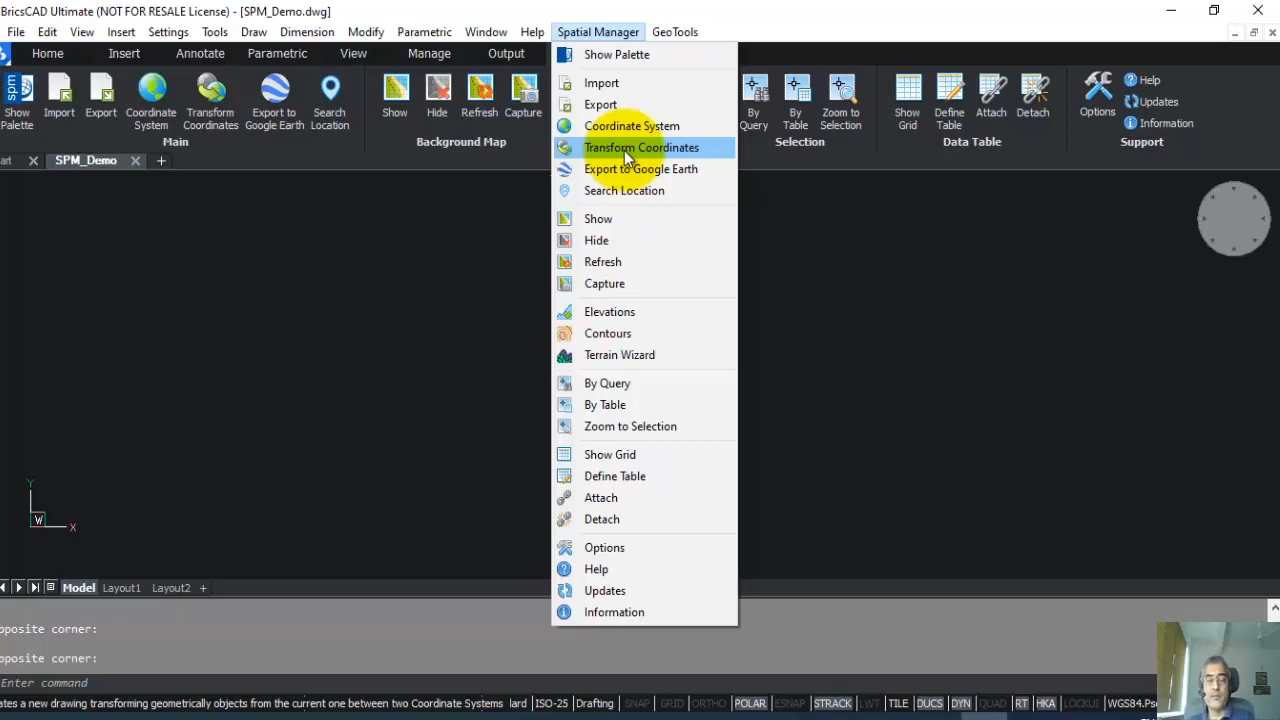 BricsCAD Ultimate (NOT FOR RESALE License) - [SPM_Demo.dwg]
File Edit View Insert Settings Tools Draw Dimension Modify Parametric Window Help Spatial Manager GeoTools
Home Insert Annotate Parametric View Manage Output
Show Palette
Import
Export
Coordinate System
Transform Coordinates
Export to Google Earth
Search Location
Main
Show
Hide
Refresh
Capture
Background Map
By Query
By Table
Zoom to Selection
Selection
Show Grid
Define Table
Attach
Detach
Data Table
Options
Help
Updates
Information
Support
SPM_Demo
Show Palette
Import
Export
Coordinate System
Transform Coordinates
Export to Google Earth
Search Location
Show
Hide
Refresh
Capture
Elevations
Contours
Terrain Wizard
By Query
By Table
Zoom to Selection
Show Grid
Define Table
Attach
Detach
Options
Help
Updates
Information
Y
W
X
Model Layout1 Layout2 +
pposite corner:
pposite corner:
Enter command
ates a new drawing transforming geometrically objects from the current one between two Coordinate Systems lard ISO-25 Drafting SNAP GRID ORTHO POLAR ESNAP STRACK LWT TILE DUCS DYN QUAD RT HKA LOCKUI WGS84.Pse